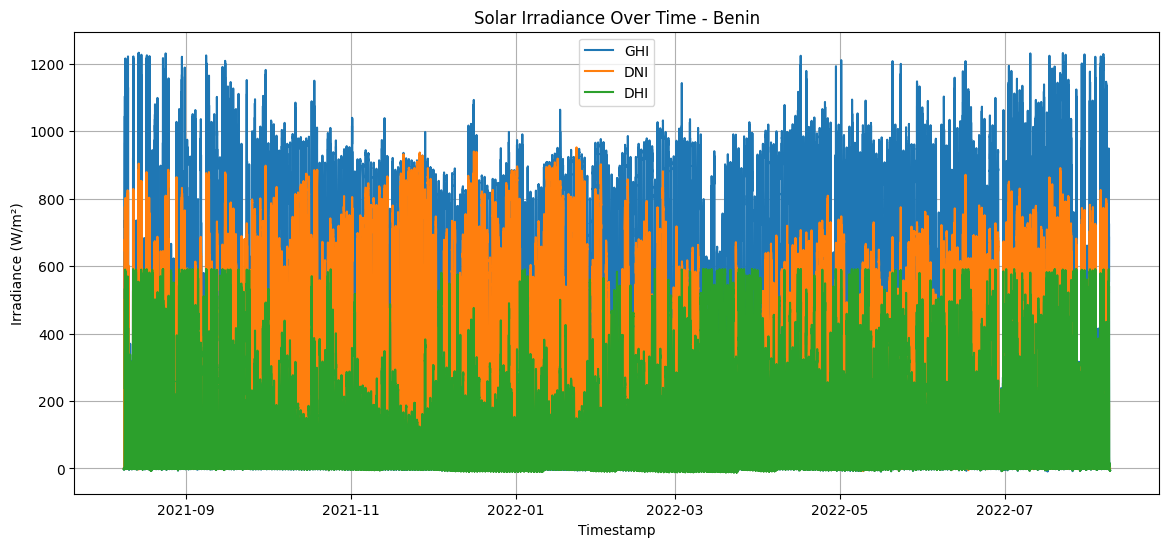 Solar Irradiance Over Time - Benin
GHI
DNI
DHI
Irradiance (W/m²)
1200
1000
800
600
400
200
0
2021-09
2021-11
2022-01
2022-03
2022-05
2022-07
Timestamp